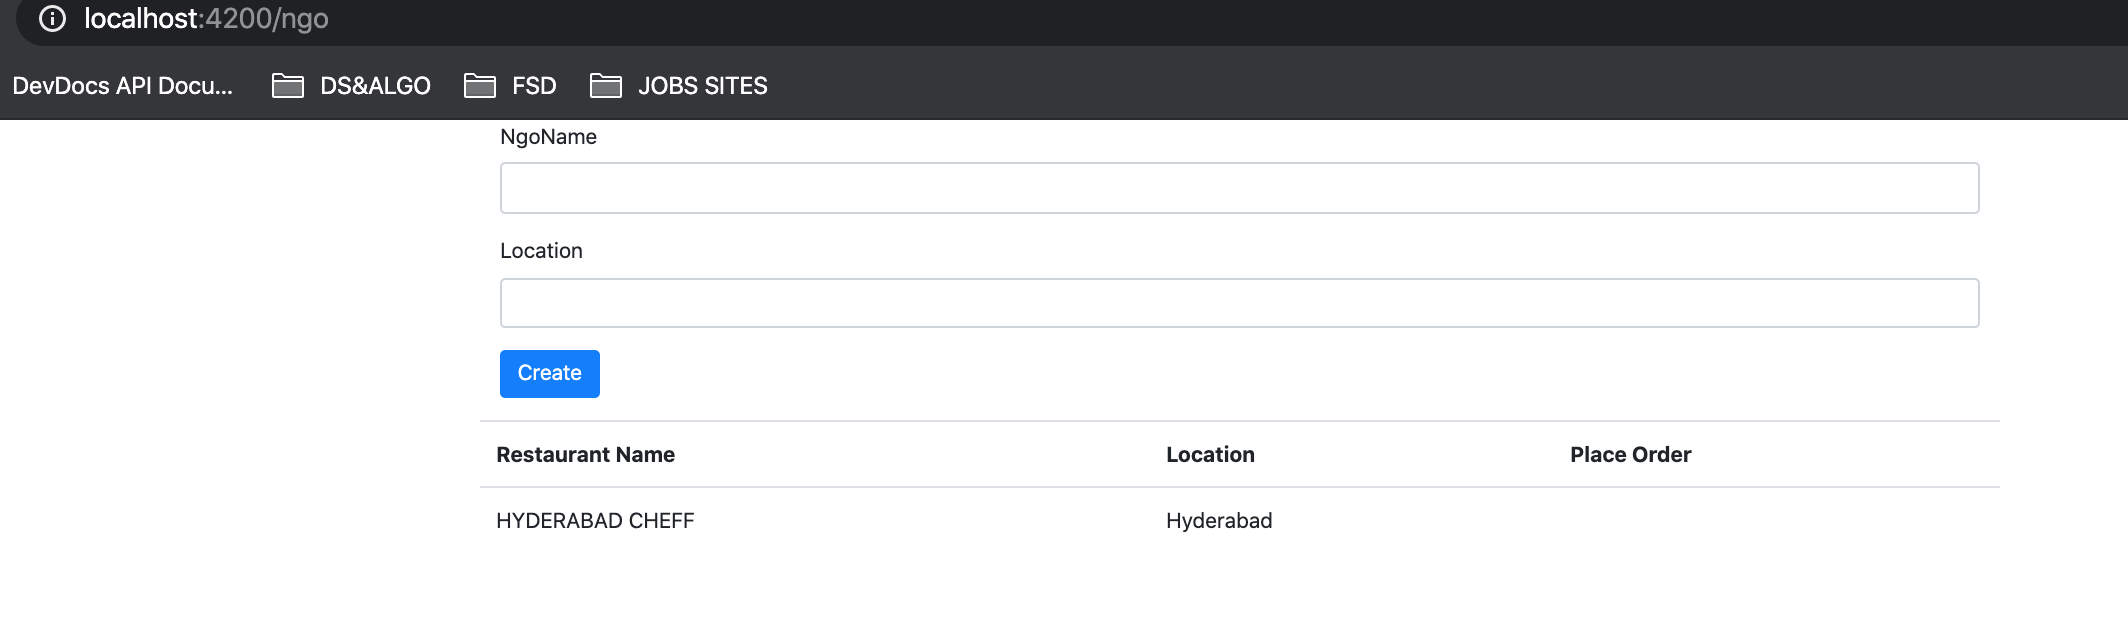 localhost:4200/ngo
DevDocs API Docu... DS&ALGO FSD JOBS SITES
NgoName
Location
Create
Restaurant Name Location Place Order
HYDERABAD CHEFF Hyderabad